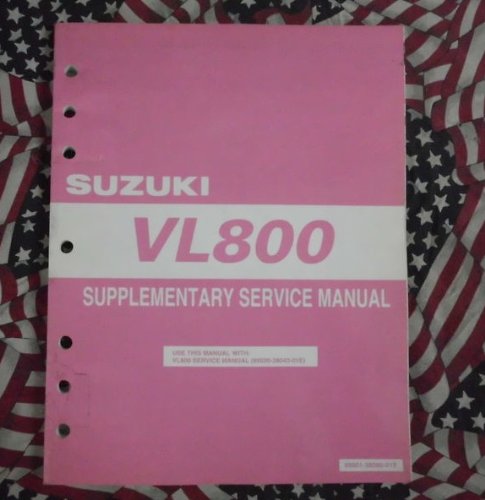 SUZUKI
VL800
SUPPLEMENTARY SERVICE MANUAL
USE THIS MANUAL WITH
VL800 SERVICE MANUAL